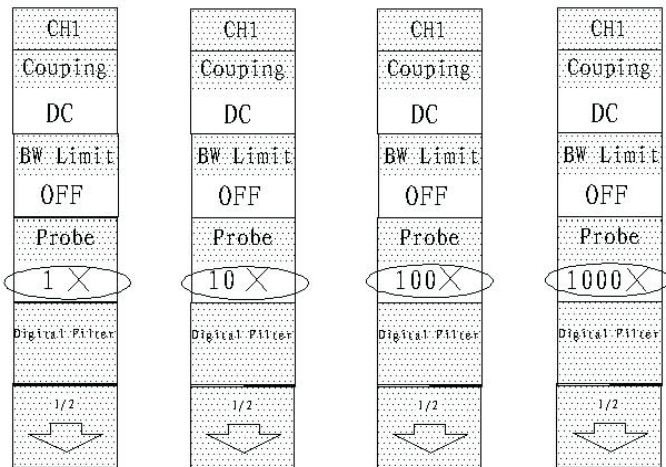 CH1
Couping
DC
BW Limit
OFF
Probe
1 X
Digital Filter
1/2
CH1
Couping
DC
BW Limit
OFF
Probe
10 X
Digital Filter
1/2
CH1
Couping
DC
BW Limit
OFF
Probe
100X
Digital Filter
1/2
CH1
Couping
DC
BW Limit
OFF
Probe
1000X
Digital Filter
1/2